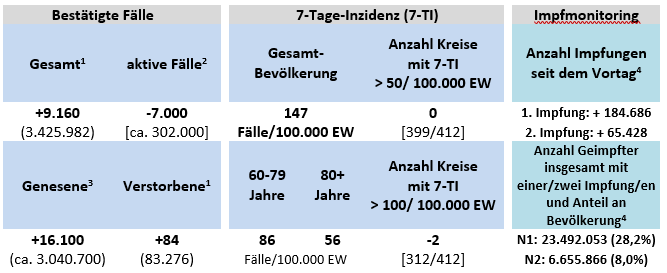 Bestätigte Fälle
7-Tage-Inzidenz (7-TI)
Impfmonitoring
Gesamt¹
aktive Fälle²
Gesamt-
Bevölkerung
Anzahl Kreise
mit 7-TI
> 50/ 100.000 EW
Anzahl Impfungen
seit dem Vortag⁴
+9.160
(3.425.982)
-7.000
[ca. 302.000]
147
Fälle/100.000 EW
0
[399/412]
1. Impfung: + 184.686
2. Impfung: + 65.428
Genesene³
Verstorbene¹
60-79
Jahre
80+
Jahre
Anzahl Kreise
mit 7-TI
> 100/ 100.000 EW
Anzahl Geimpfter
insgesamt mit
einer/zwei Impfung/en
und Anteil an
Bevölkerung⁴
+16.100
(ca. 3.040.700)
+84
(83.276)
86
56
Fälle/100.000 EW
-2
[312/412]
N1: 23.492.053 (28,2%)
N2: 6.655.866 (8,0%)